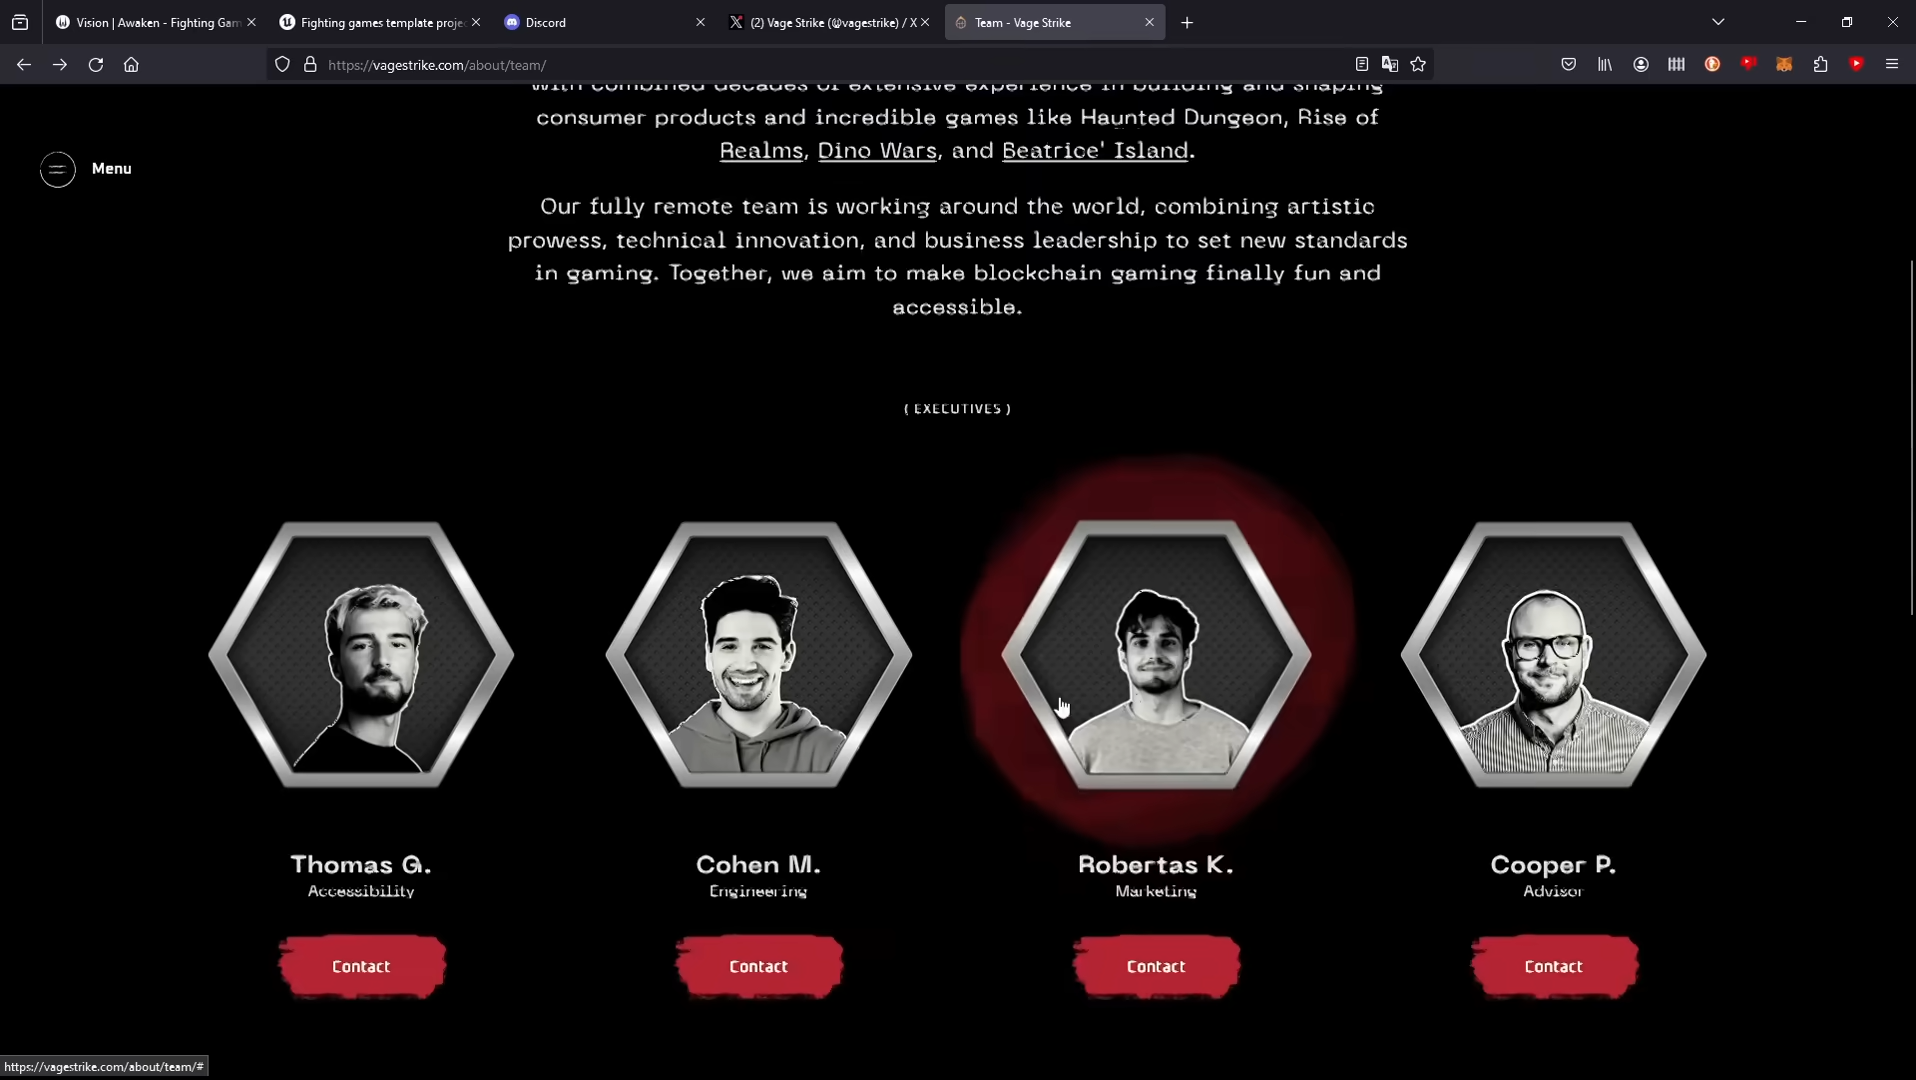 Vision | Awaken - Fighting Gam
Fighting games template projec
Discord
(2) Vage Strike (@vagestrike) / X
Team - Vage Strike
https://vagestrike.com/about/team/
with combined decades of extensive experience in building and shaping
consumer products and incredible games like Haunted Dungeon, Rise of
Realms, Dino Wars, and Beatrice' Island.
Menu
Our fully remote team is working around the world, combining artistic
prowess, technical innovation, and business leadership to set new standards
in gaming. Together, we aim to make blockchain gaming finally fun and
accessible.
( EXECUTIVES )
Thomas G.
Cohen M.
Robertas K.
Cooper P.
Accessibility
Engineering
Marketing
Advisor
Contact
Contact
Contact
Contact
https://vagestrike.com/about/team/#